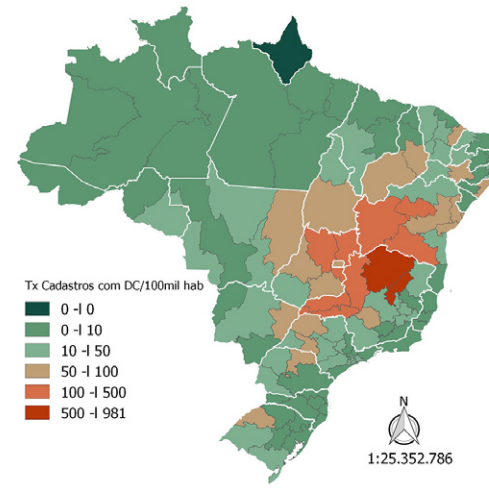 Tx Cadastros com DC/100mil hab
0 -I 0
0 -I 10
10 -I 50
50 -I 100
100 -I 500
500 -I 981
N
1:25.352.786